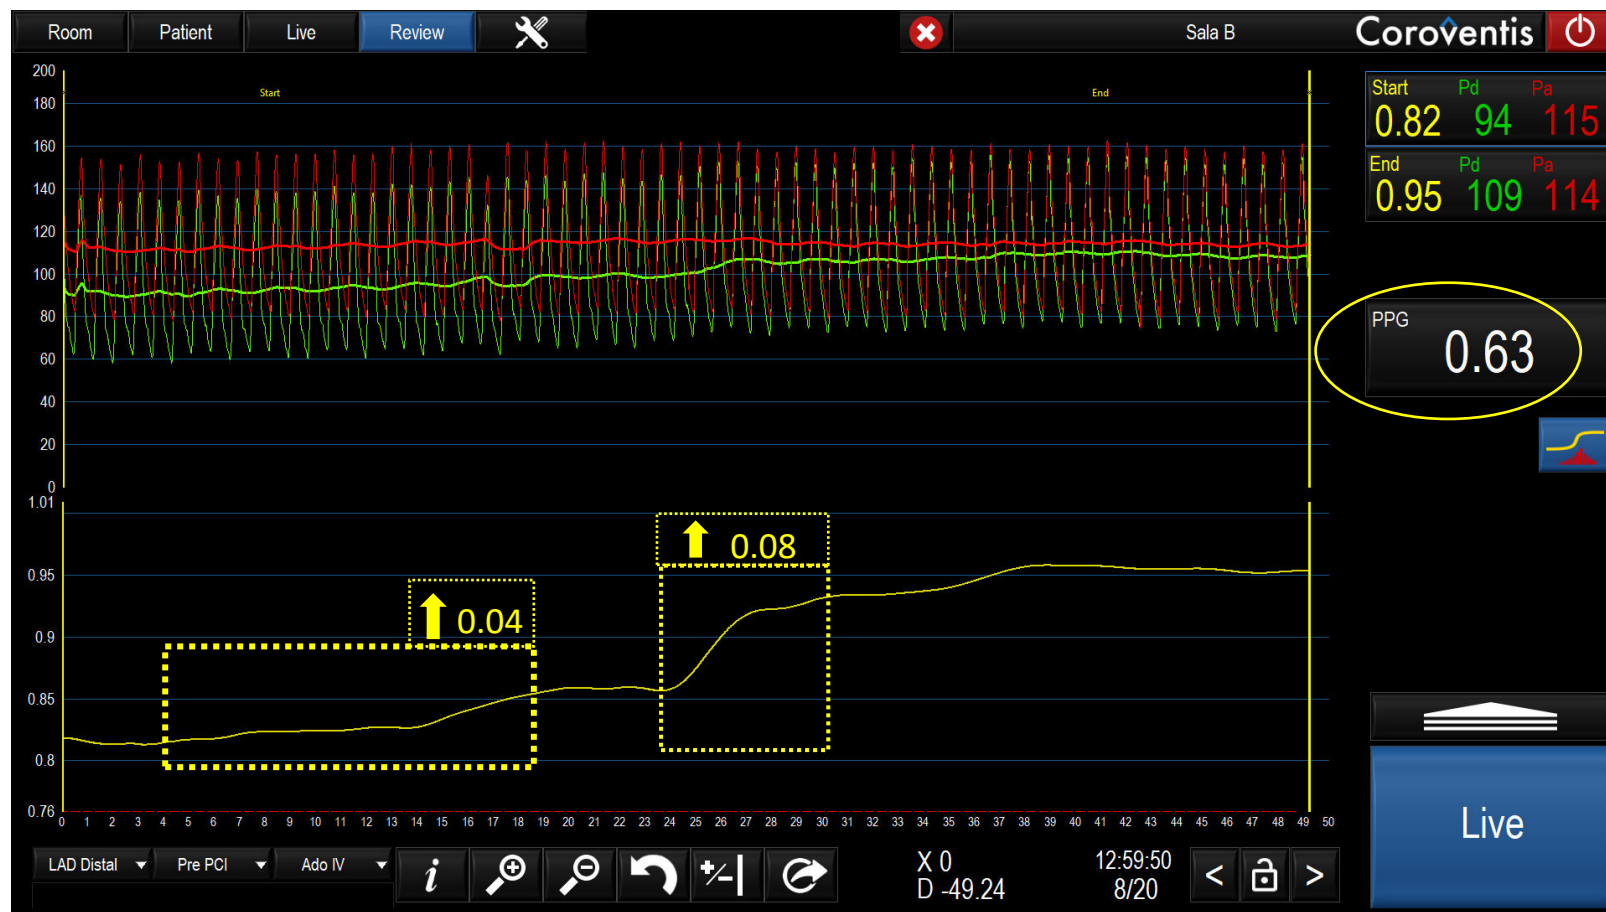 Room Patient Live Review Sala B Coroventis
200
180
160
140
120
100
80
60
40
20
0
Start End
Start Pd Pa
0.82 94 115
End Pd Pa
0.95 109 114
PPG
0.63
1.01
0.95
0.9
0.85
0.8
0.76
0.04
0.08
0 1 2 3 4 5 6 7 8 9 10 11 12 13 14 15 16 17 18 19 20 21 22 23 24 25 26 27 28 29 30 31 32 33 34 35 36 37 38 39 40 41 42 43 44 45 46 47 48 49 50
LAD Distal Pre PCI Ado IV i +/- X 0 12:59:50 < >
D -49.24 8/20
Live